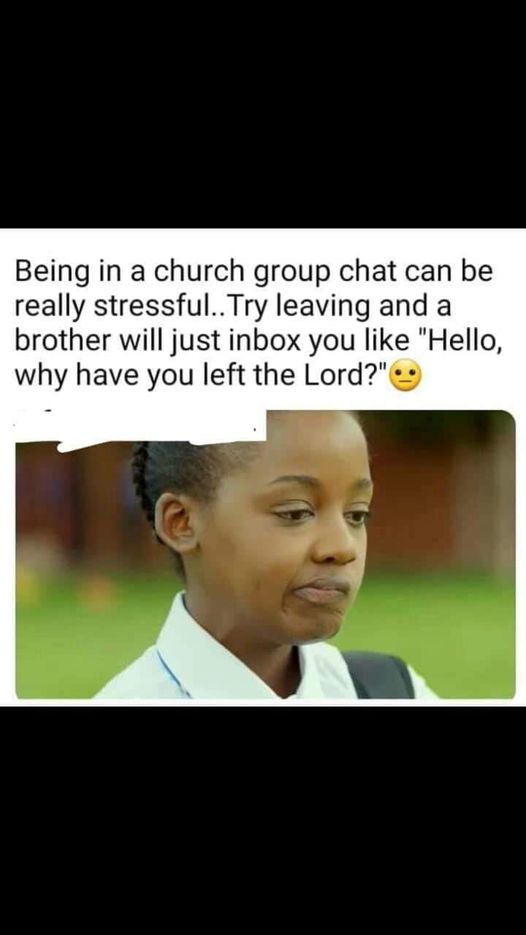 Being in a church group chat can be
really stressful..Try leaving and a
brother will just inbox you like "Hello,
why have you left the Lord?"😐